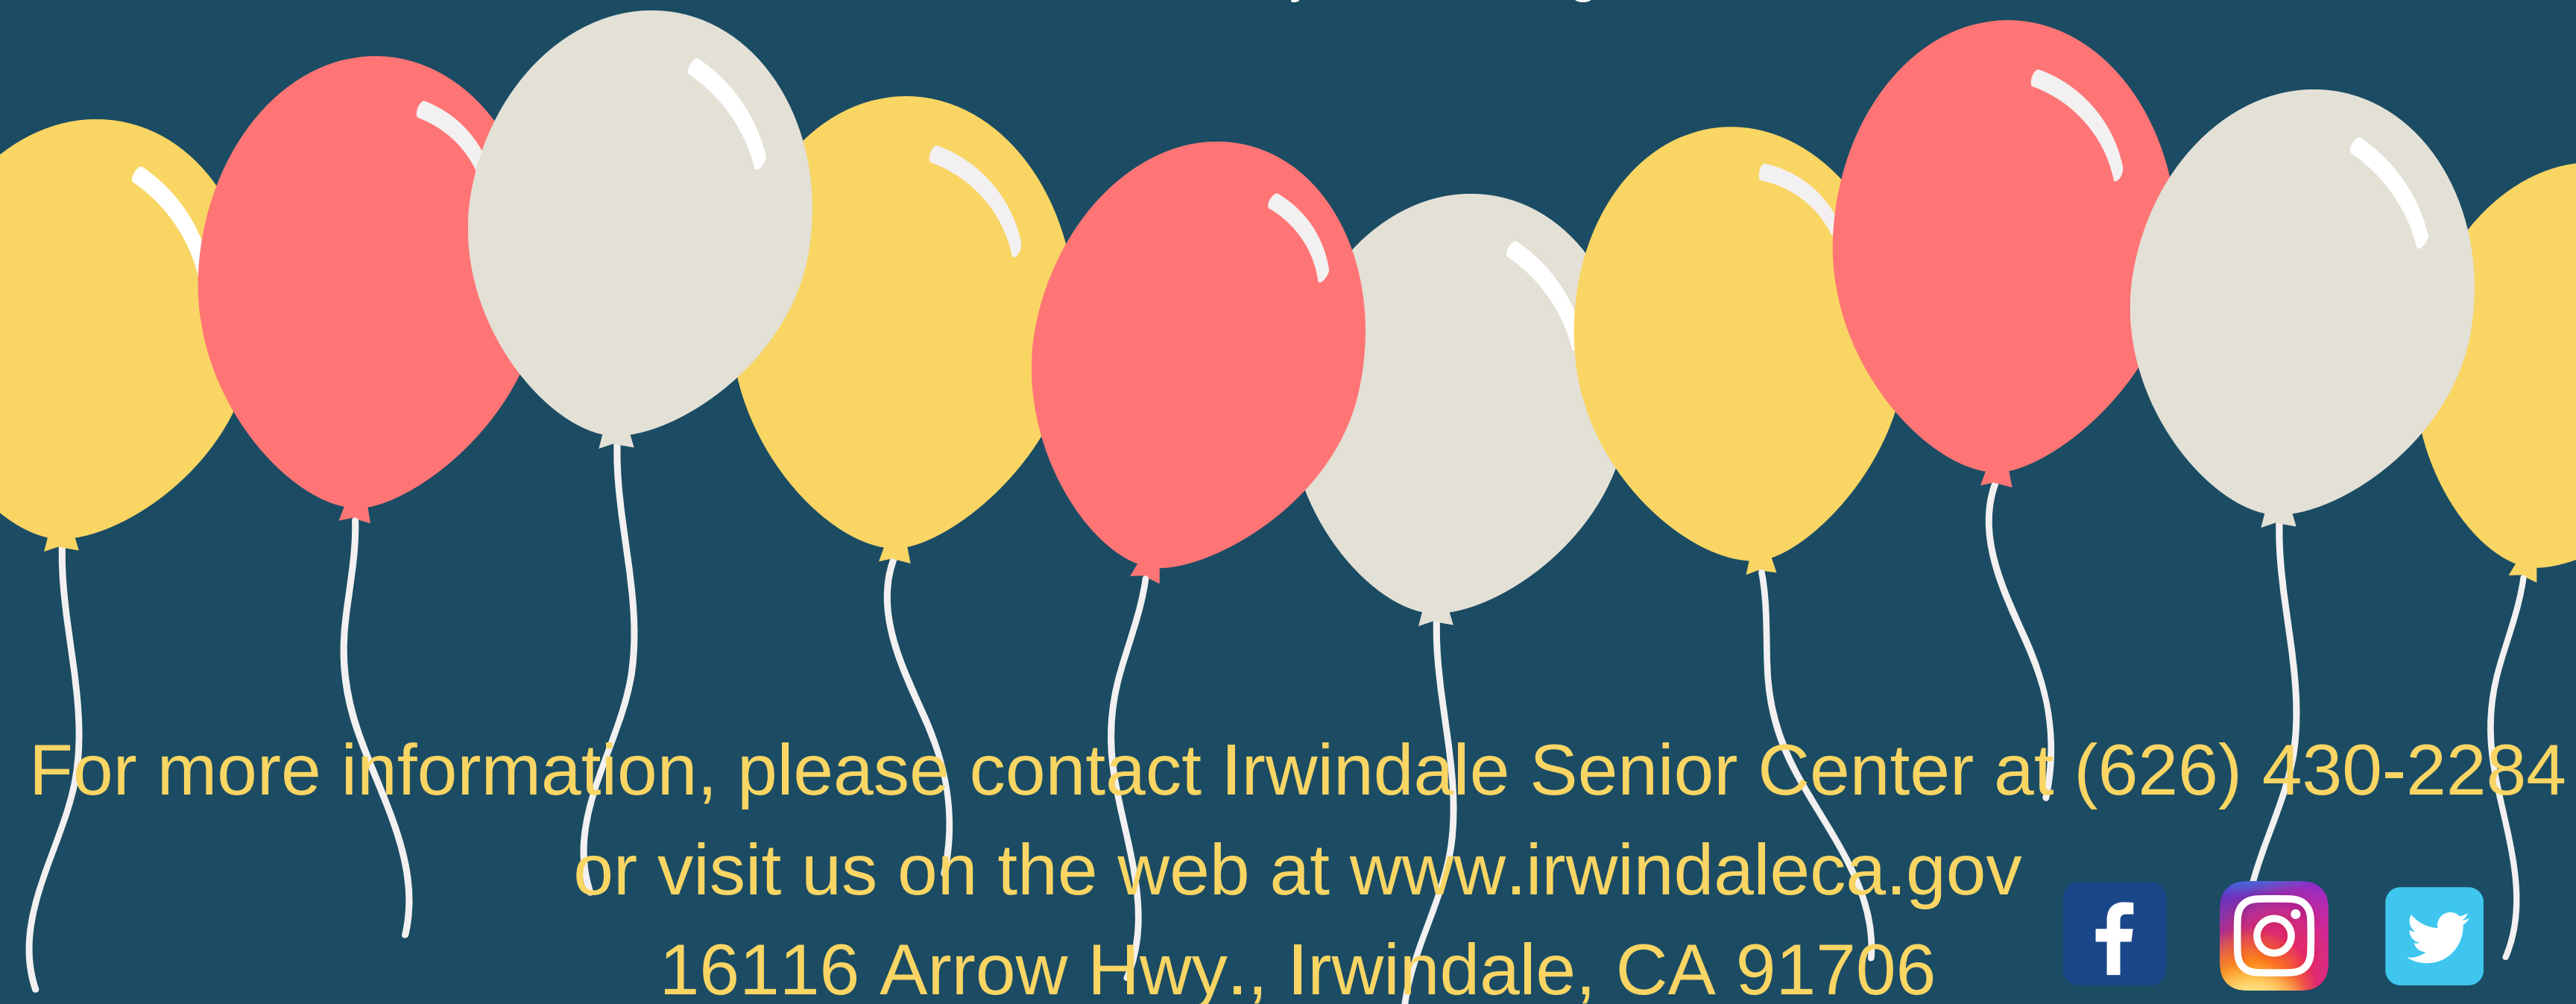 For more information, please contact Irwindale Senior Center at (626) 430-2284
or visit us on the web at www.irwindaleca.gov
16116 Arrow Hwy., Irwindale, CA 91706